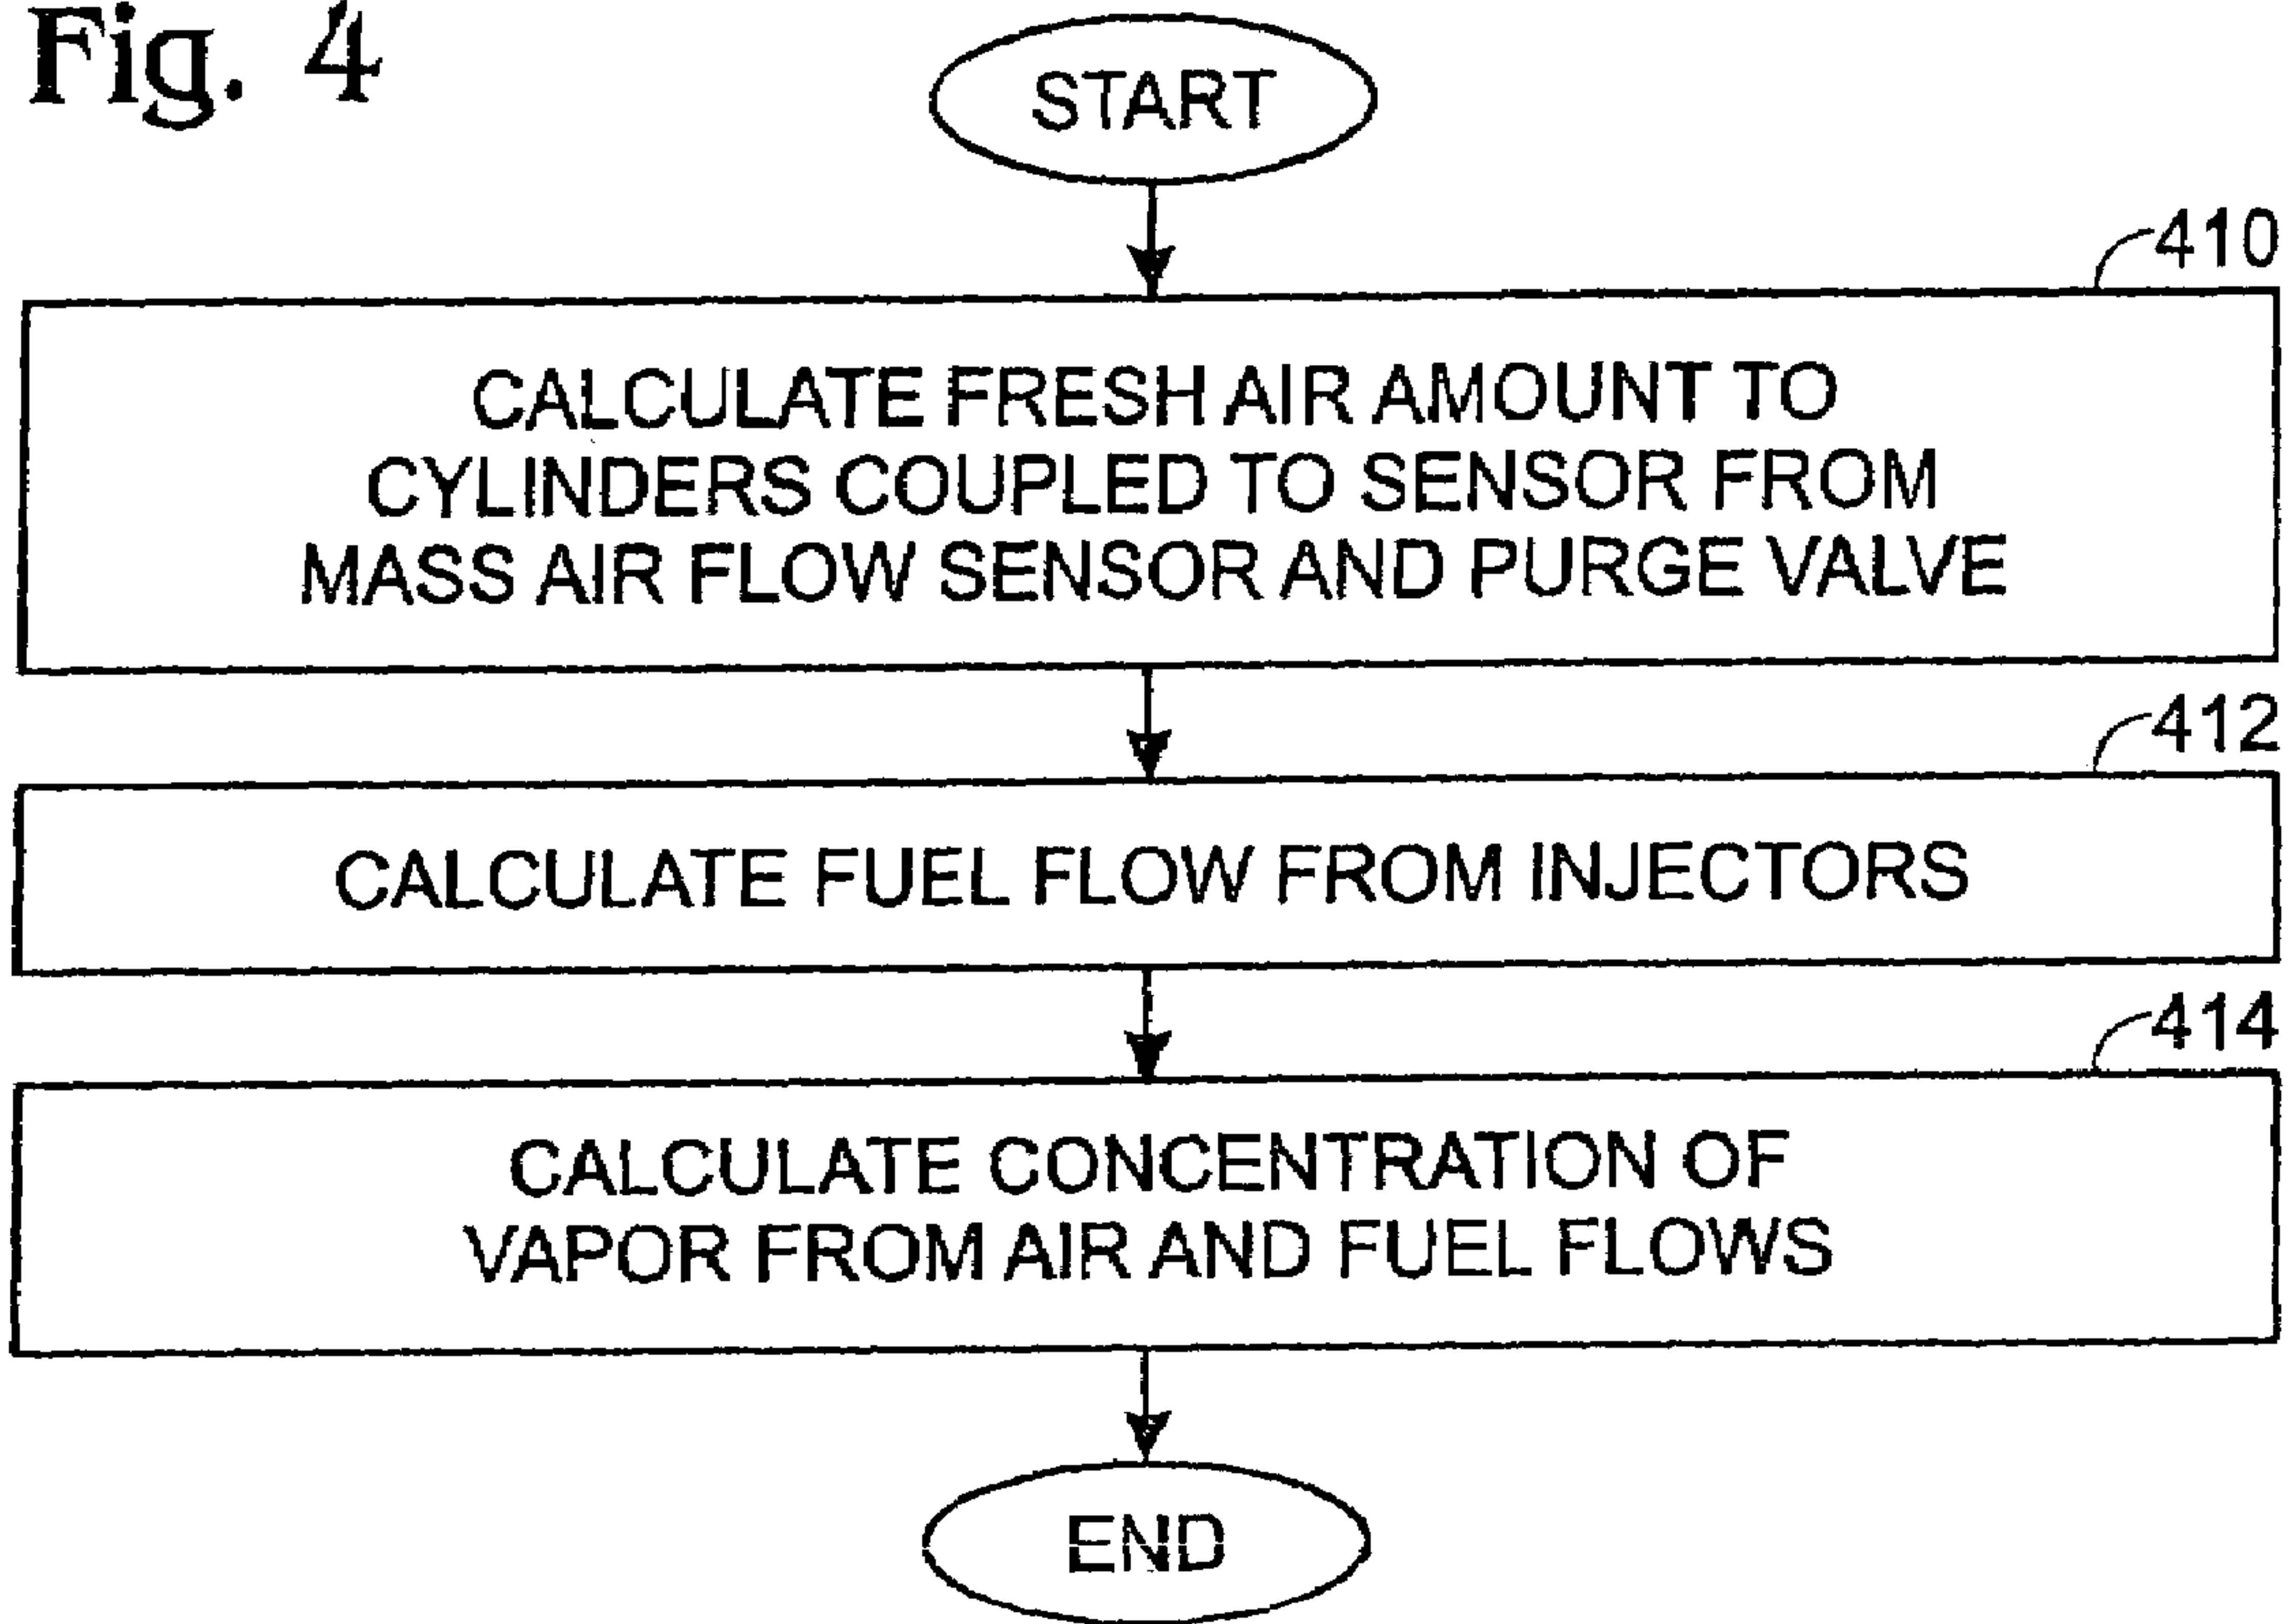 Fig. 4
START
410
CALCULATE FRESH AIR AMOUNT TO
CYLINDERS COUPLED TO SENSOR FROM
MASS AIR FLOW SENSOR AND PURGE VALVE
412
CALCULATE FUEL FLOW FROM INJECTORS
414
CALCULATE CONCENTRATION OF
VAPOR FROM AIR AND FUEL FLOWS
END